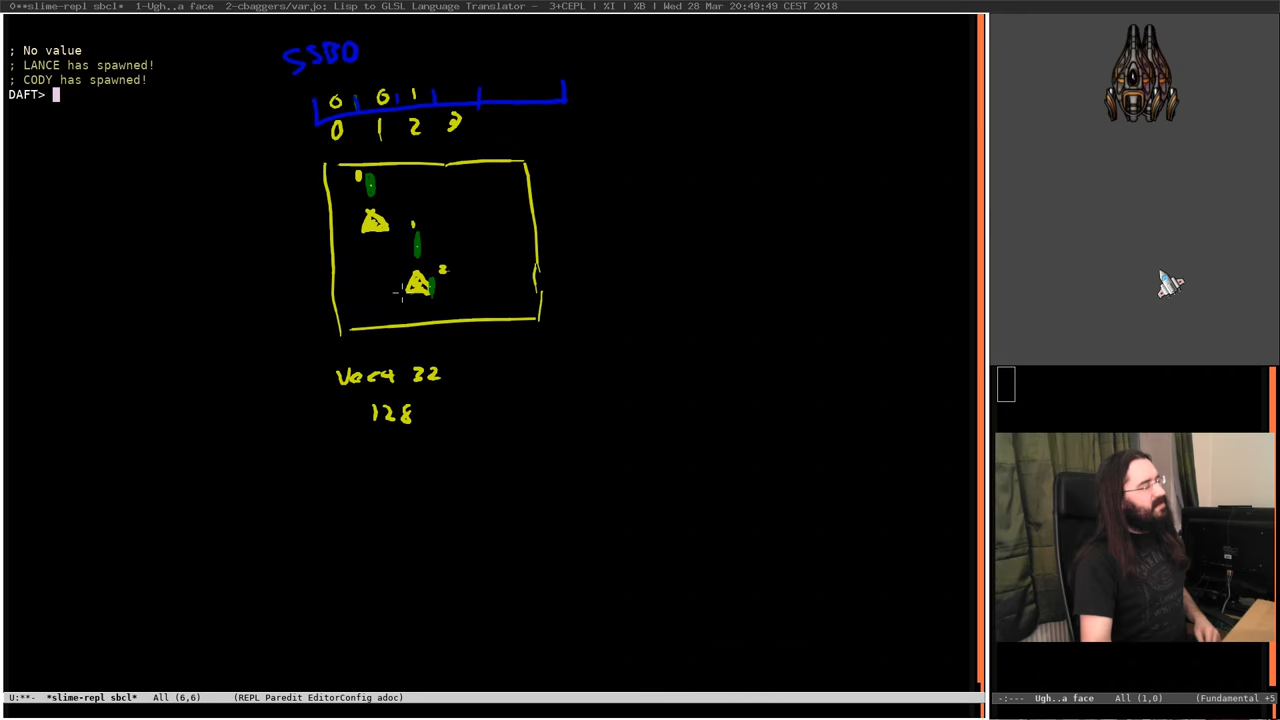 0**slime-repl sbcl* 1-Ugh..a face 2-cbaggers/varjo: Lisp to GLSL Language Translator - 3+CEPL | %I | %B | Wed 28 Mar 20:49:49 CEST 2018
; No value
; LANCE has spawned!
; CODY has spawned!
DAFT>
SSBO
0 0 1
0 1 2 3
1
2
Vec4 32
128
U:**- *slime-repl sbcl* All (6,6) (REPL Paredit EditorConfig adoc)
-:--- Ugh..a face All (1,0) (Fundamental +5